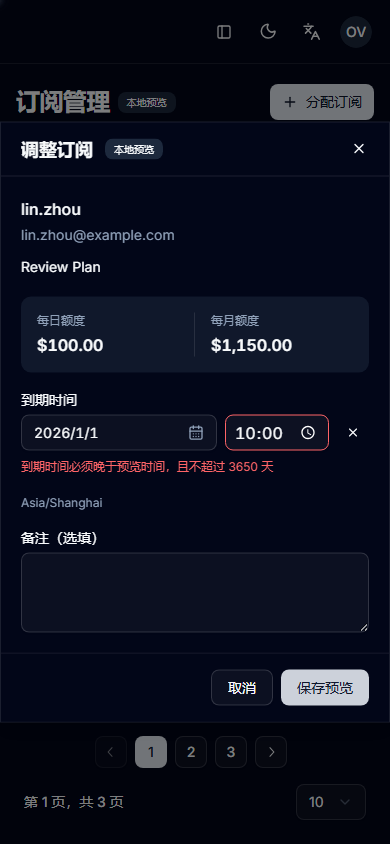 OV
订阅管理 本地预览 分配订阅
调整订阅 本地预览
lin.zhou
lin.zhou@example.com
Review Plan
每日额度 每月额度
$100.00 $1,150.00
到期时间
2026/1/1 10:00
到期时间必须晚于预览时间，且不超过 3650 天
Asia/Shanghai
备注（选填）
取消 保存预览
1 2 3
第 1 页，共 3 页 10